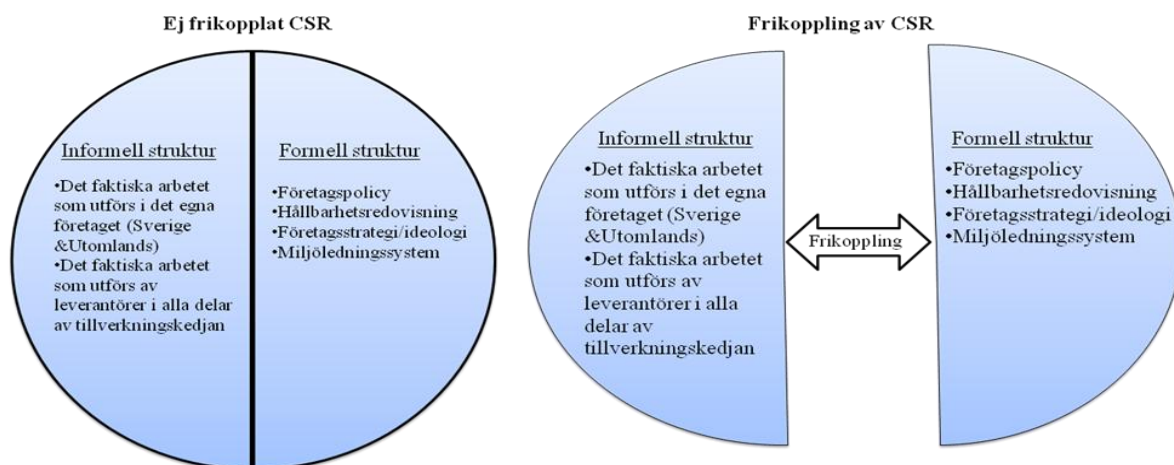 Ej frikopplat CSR
Informell struktur
•Det faktiska arbetet
som utförs i det egna
företaget (Sverige
&Utomlands)
•Det faktiska arbetet
som utförs av
leverantörer i alla delar
av tillverkningskedjan
Formell struktur
•Företagspolicy
•Hållbarhetsredovisning
•Företagsstrategi/ideologi
•Miljöledningssystem
Frikoppling av CSR
Informell struktur
•Det faktiska arbetet
som utförs i det egna
företaget (Sverige
&Utomlands)
•Det faktiska arbetet
som utförs av
leverantörer i alla
delar av
tillverkningskedjan
Frikoppling
Formell struktur
•Företagspolicy
•Hållbarhetsredovisning
•Företagsstrategi/ideologi
•Miljöledningssystem